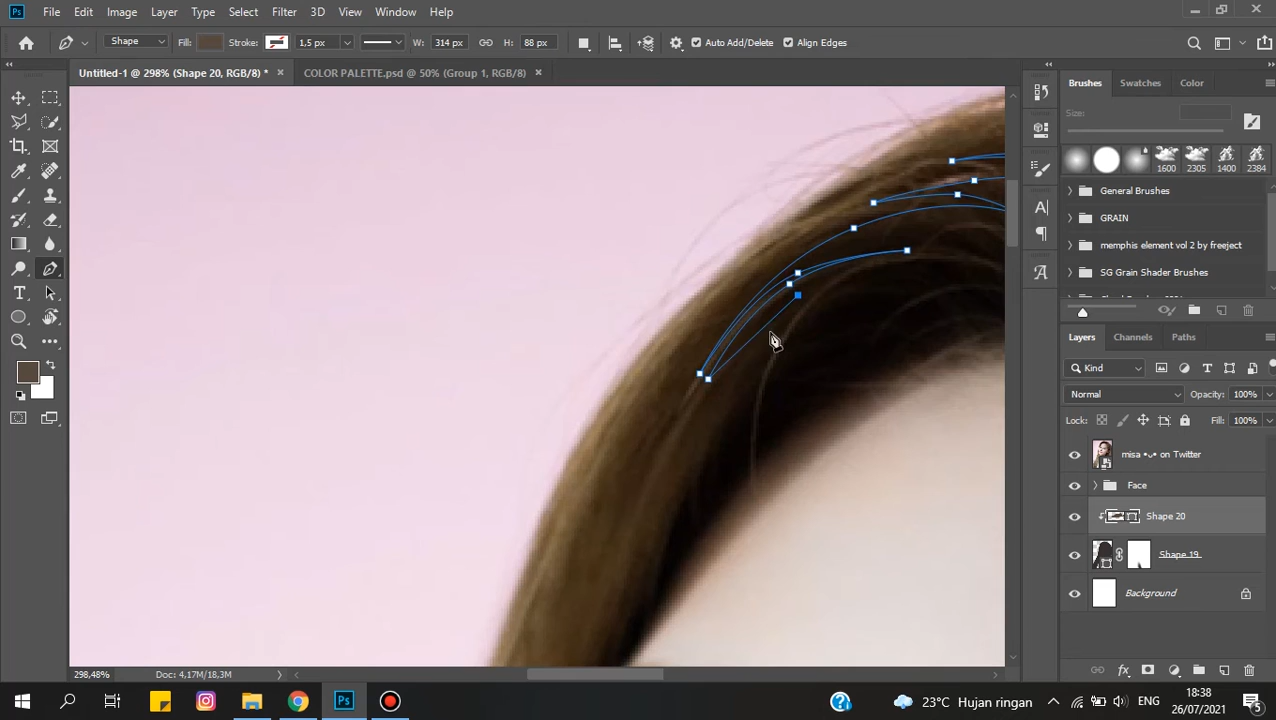 Ps File Edit Image Layer Type Select Filter 3D View Window Help
Shape Fill: Stroke: 1,5 px W: 314 px H: 88 px Auto Add/Delete Align Edges
Untitled-1 @ 298% (Shape 20, RGB/8) * × COLOR PALETTE.psd @ 50% (Group 1, RGB/8) ×
Brushes Swatches Color
Size:
1600 2305 1400 2384
General Brushes
GRAIN
memphis element vol 2 by freeject
SG Grain Shader Brushes
Layers Channels Paths
Kind
Normal Opacity: 100%
Lock: Fill: 100%
misa •ᴗ• on Twitter
Face
Shape 20
Shape 19
Background
298,48% Doc: 4,17M/18,3M
Ps 23°C Hujan ringan ENG 18:38
26/07/2021 5